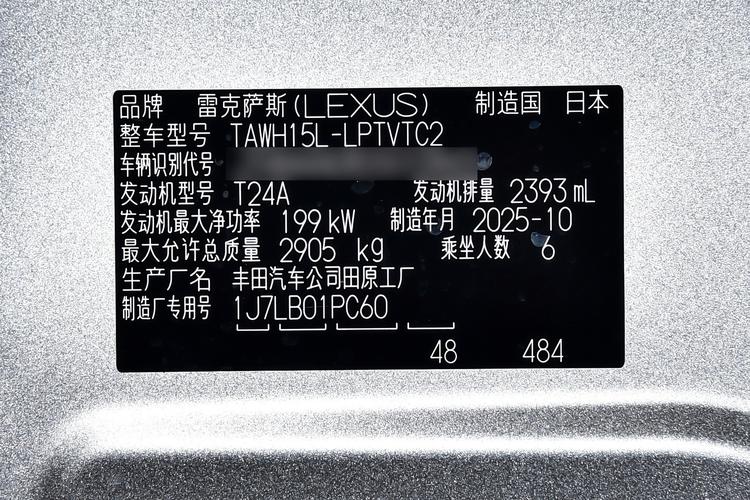 品牌 雷克萨斯(LEXUS) 制造国 日本
整车型号 TAWH15L-LPTVTC2
车辆识别代号
发动机型号 T24A 发动机排量 2393 mL
发动机最大净功率 199 kW 制造年月 2025-10
最大允许总质量 2905 kg 乘坐人数 6
生产厂名 丰田汽车公司田原工厂
制造厂专用号 1J7LB01PC60
48 484